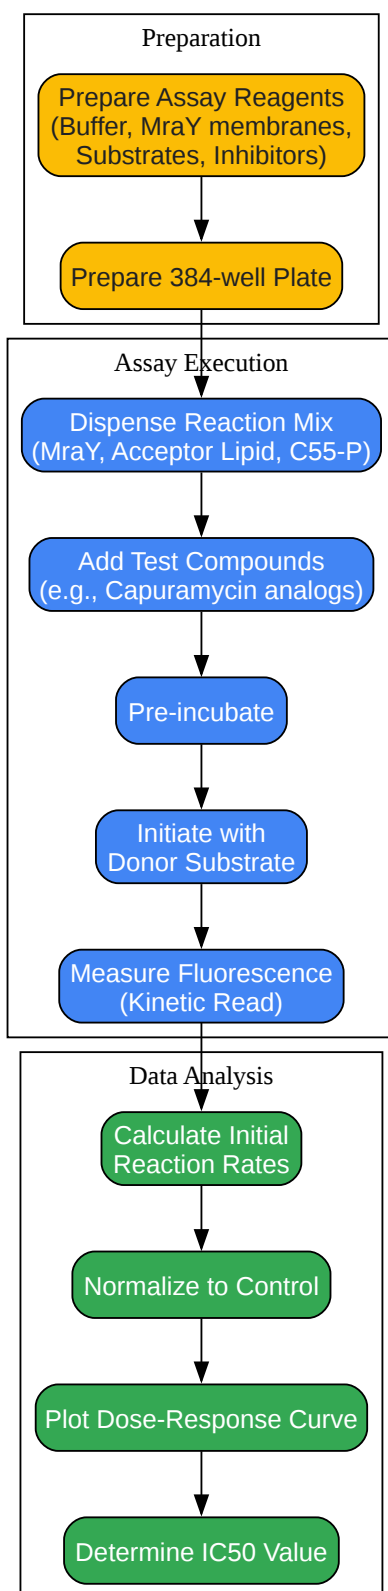 Preparation
Prepare Assay Reagents
(Buffer, MraY membranes,
Substrates, Inhibitors)
Prepare 384-well Plate
Assay Execution
Dispense Reaction Mix
(MraY, Acceptor Lipid, C55-P)
Add Test Compounds
(e.g., Capuramycin analogs)
Pre-incubate
Initiate with
Donor Substrate
Measure Fluorescence
(Kinetic Read)
Data Analysis
Calculate Initial
Reaction Rates
Normalize to Control
Plot Dose-Response Curve
Determine IC50 Value